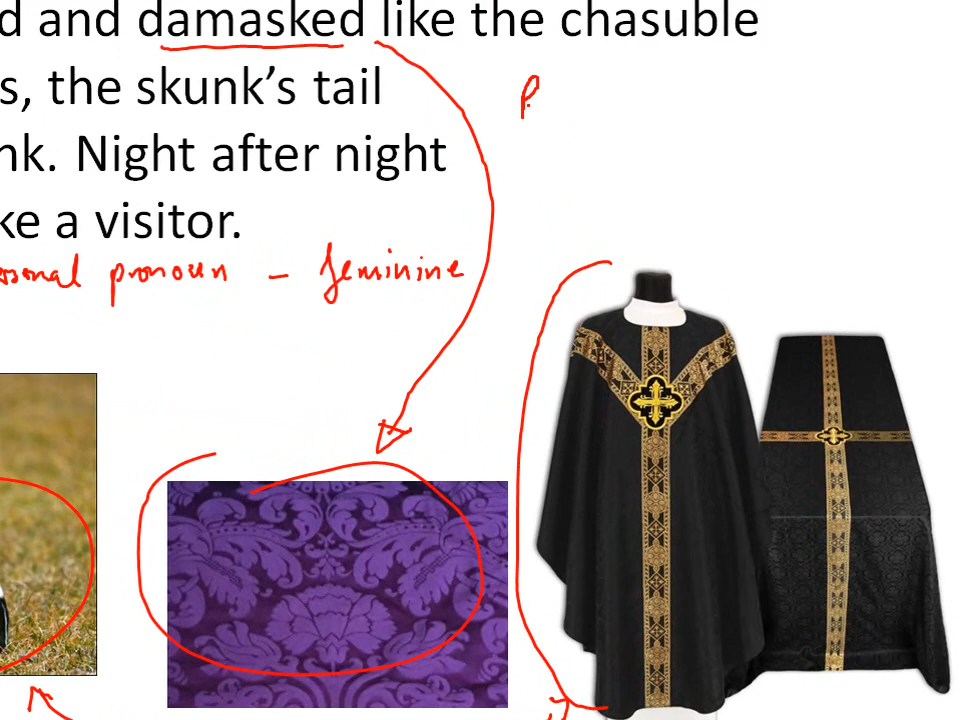 d and damasked like the chasuble
s, the skunk's tail
P
nk. Night after night
ke a visitor.
rsonal pronoun – feminine